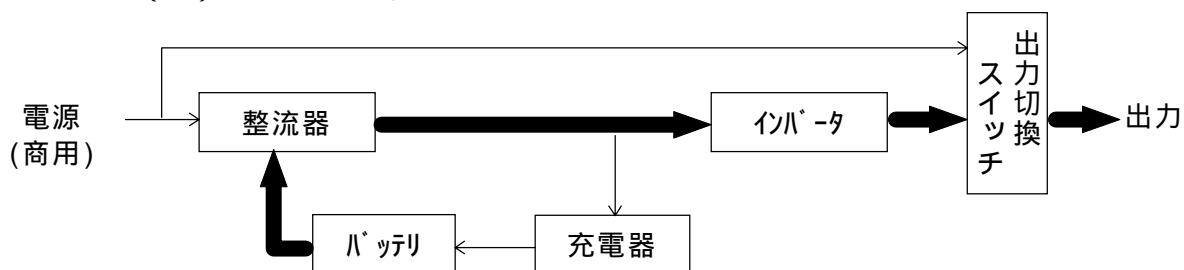 電源
(商用)
整流器
インバータ
出力切換
スイッチ
出力
バッテリ
充電器